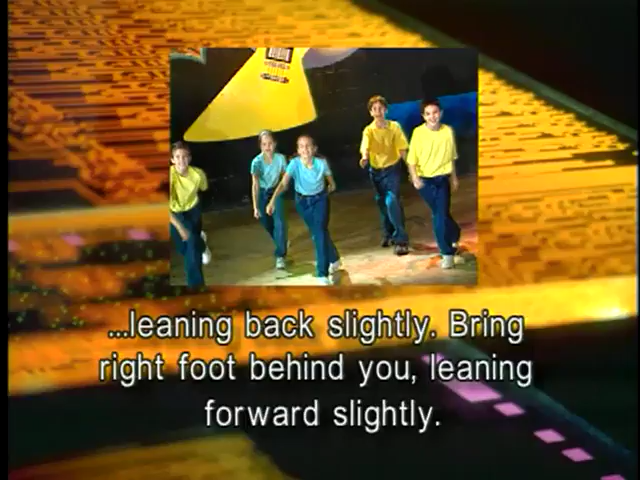 ...leaning back slightly. Bring
right foot behind you, leaning
forward slightly.